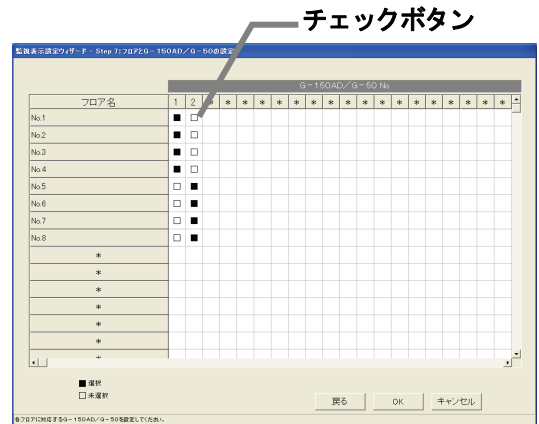 チェックボタン
監視表示設定ウィザード - Step 7:フロアとG-150AD/G-50の設定
G-150AD/G-50 No.
フロア名 1 2 * * * * * * * * * * * * * * * * * *
No.1 ■ □
No.2 ■ □
No.3 ■ □
No.4 ■ □
No.5 □ ■
No.6 □ ■
No.7 □ ■
No.8 □ ■
*
*
*
*
*
*
*
■ 選択
□ 未選択
戻る OK キャンセル
各フロアに対応するG-150AD/G-50を設定してください。